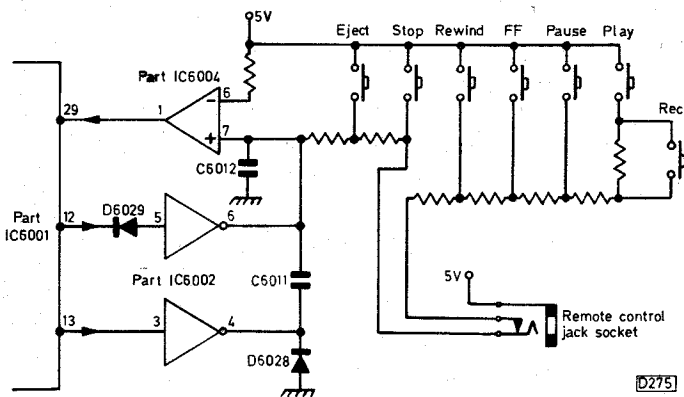 5V
Eject Stop Rewind FF Pause Play
Part IC6004
Rec
6
29
1
7
C6012
Part
IC6001
12
D6029
5
6
Part IC6002
C6011
5V
13
3
4
Remote control
jack socket
D6028
D275